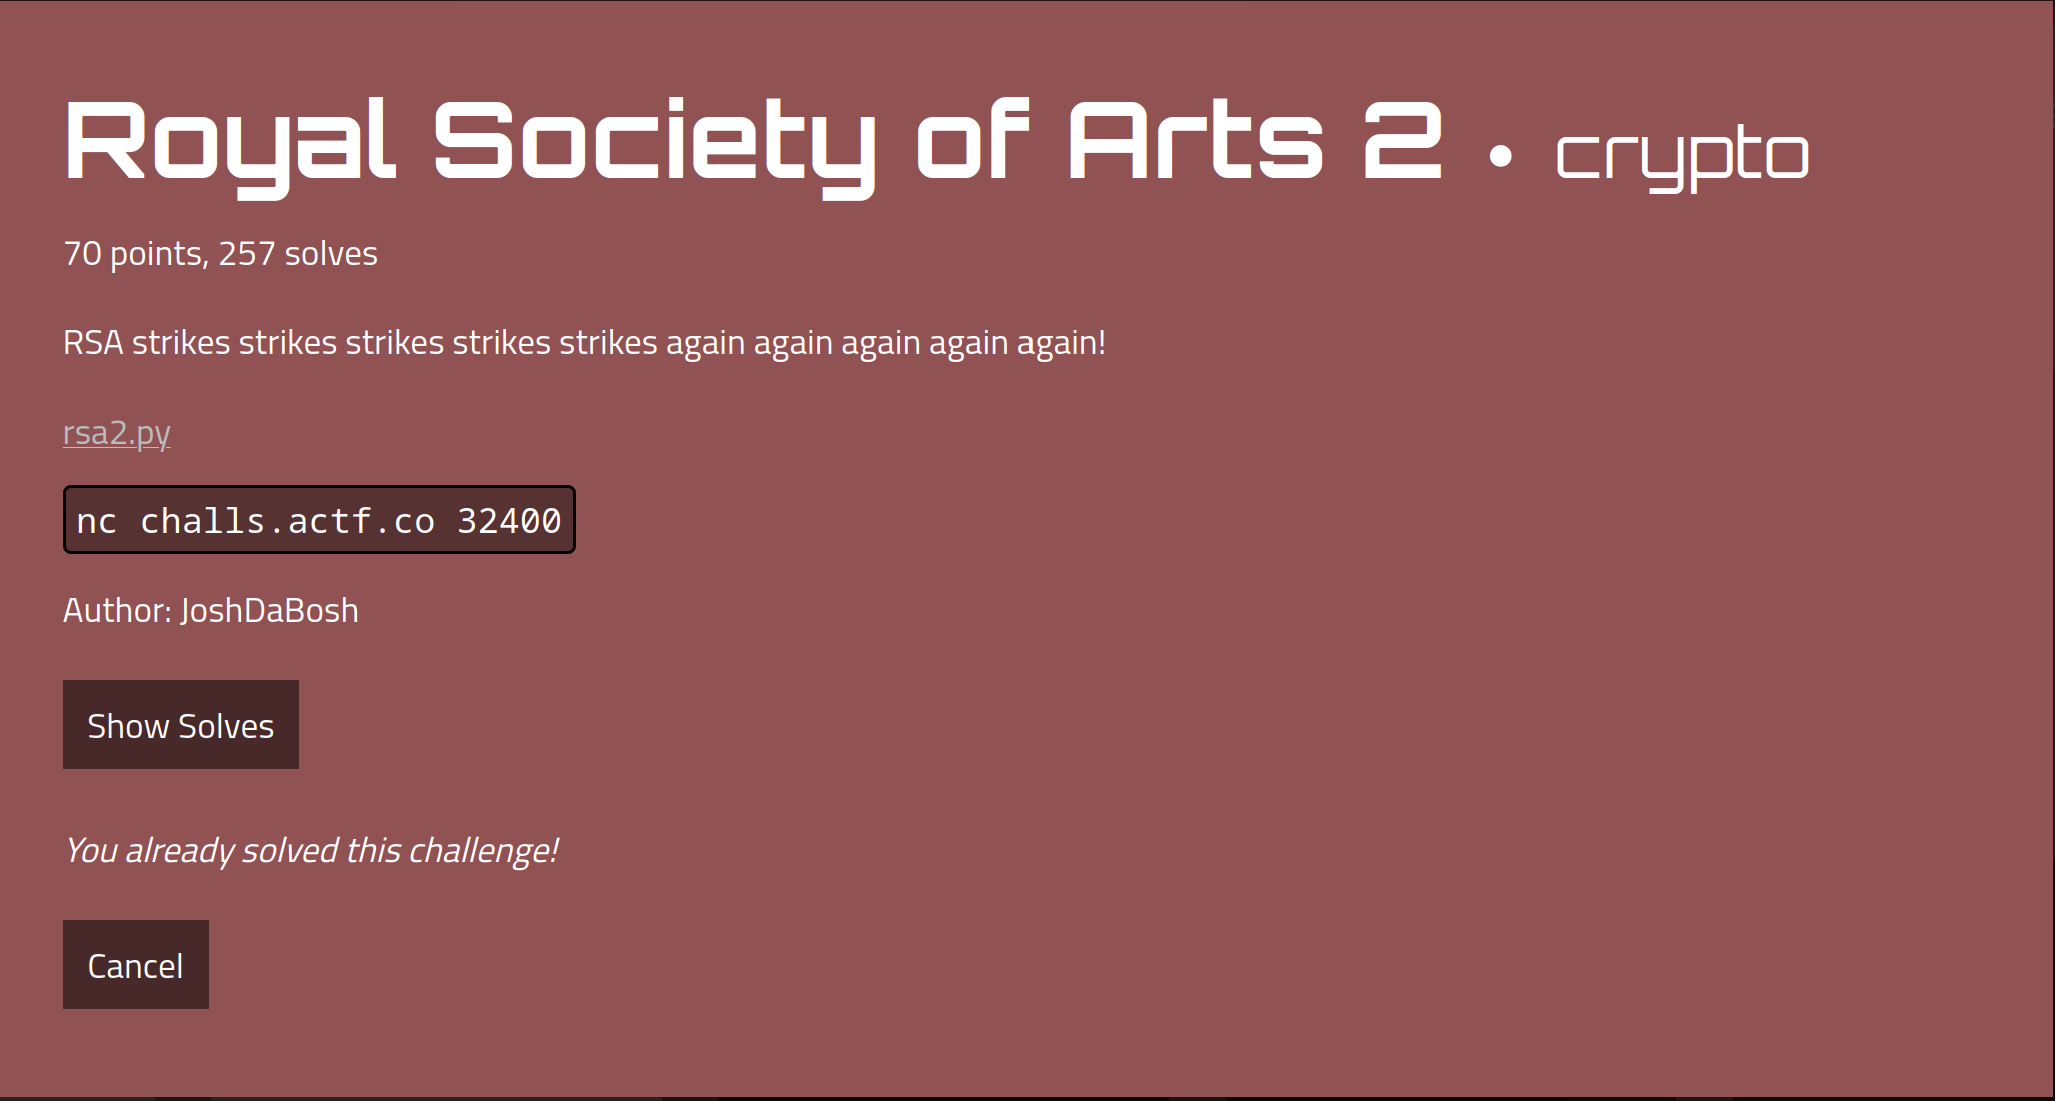 Royal Society of Arts 2 • crypto
70 points, 257 solves
RSA strikes strikes strikes strikes strikes again again again again again!
rsa2.py
nc challs.actf.co 32400
Author: JoshDaBosh
Show Solves
You already solved this challenge!
Cancel